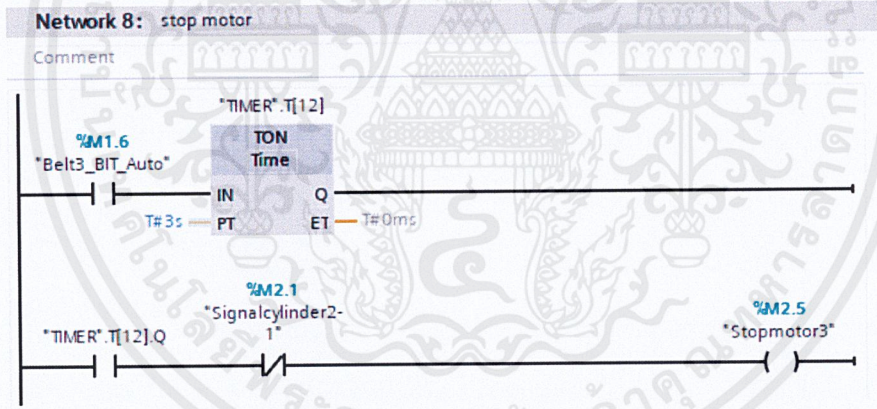 Network 8: stop motor
Comment
"TIMER".T[12]
%M1.6
"Belt3_BIT_Auto"
TON
Time
IN
Q
T#3s
PT
ET
T#0ms
%M2.1
"Signalcylinder2-
1"
"TIMER".T[12].Q
%M2.5
"Stopmotor3"